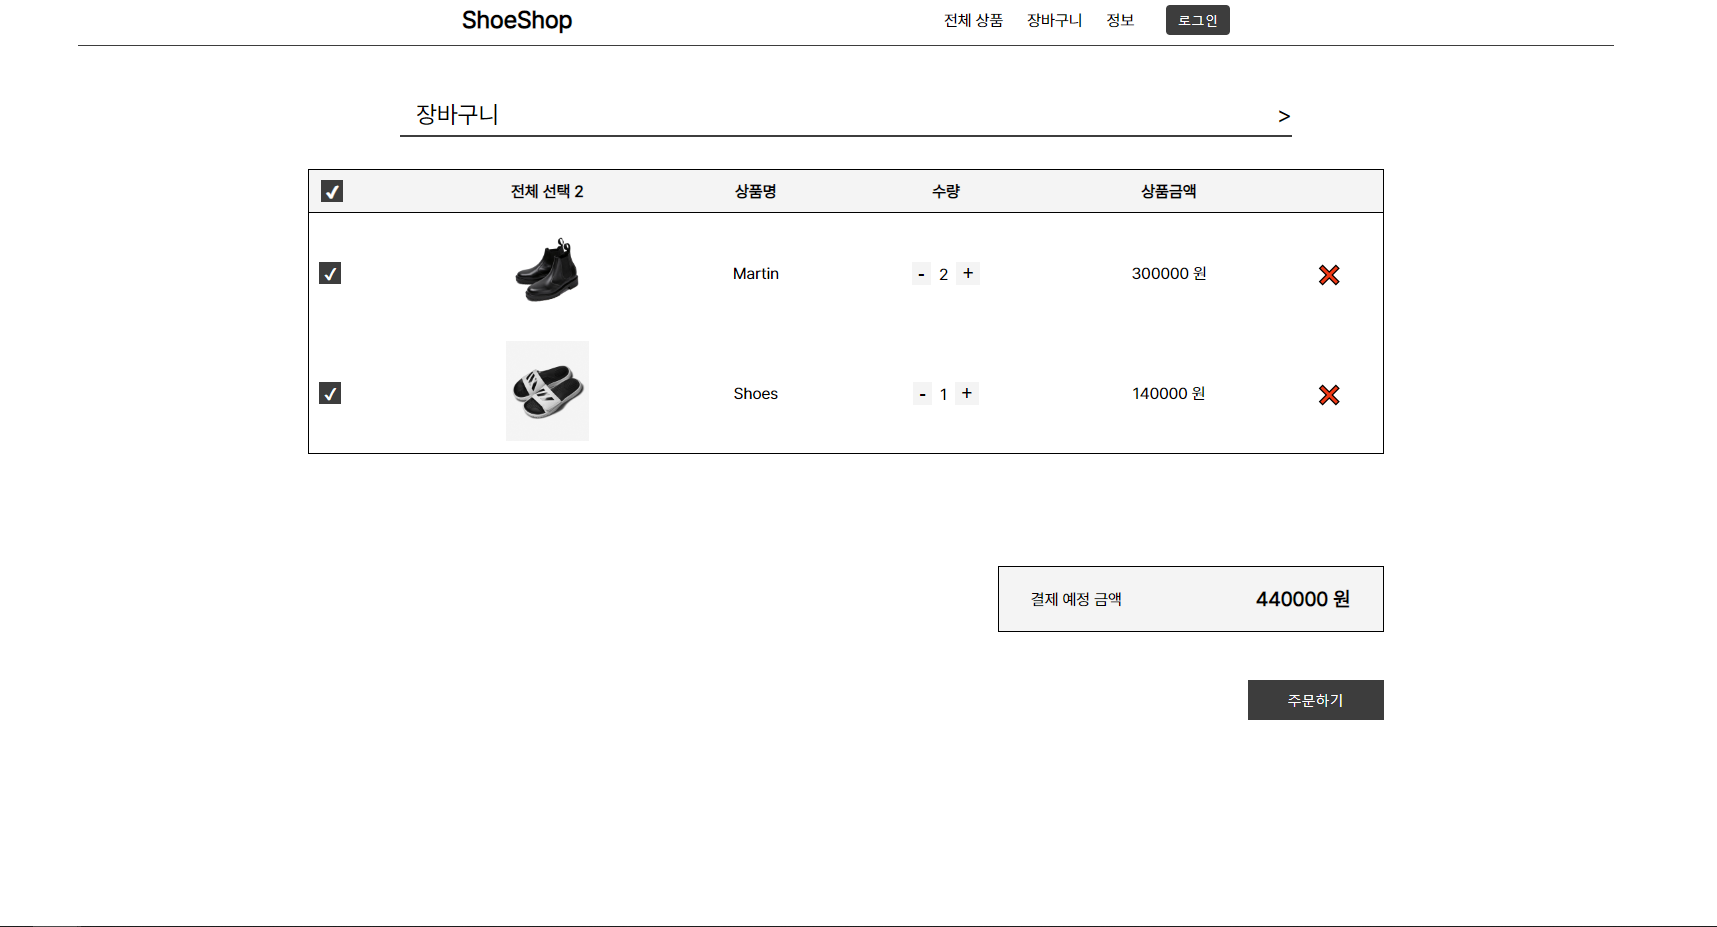 ShoeShop 전체 상품 장바구니 정보 로그인
장바구니 >
전체 선택 2 상품명 수량 상품금액
Martin - 2 + 300000 원
Shoes - 1 + 140000 원
결제 예정 금액 440000 원
주문하기